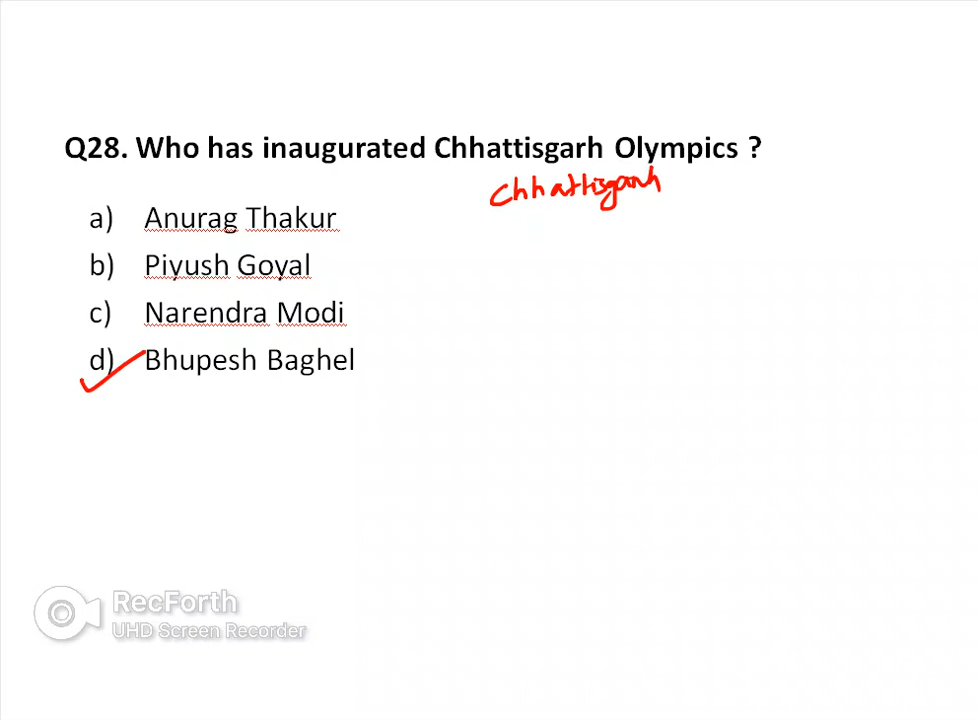 Q28. Who has inaugurated Chhattisgarh Olympics ?
Chhattisgarh
a) Anurag Thakur
b) Piyush Goyal
c) Narendra Modi
d) Bhupesh Baghel
RecForth
UHD Screen Recorder